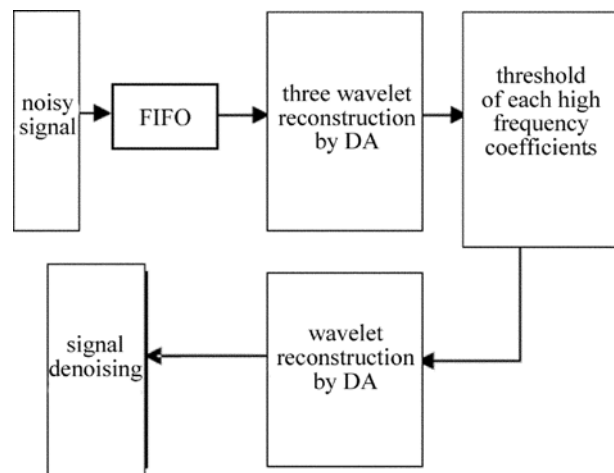 noisy
signal
FIFO
three wavelet
reconstruction
by DA
threshold
of each high
frequency
coefficients
wavelet
reconstruction
by DA
signal
denoising